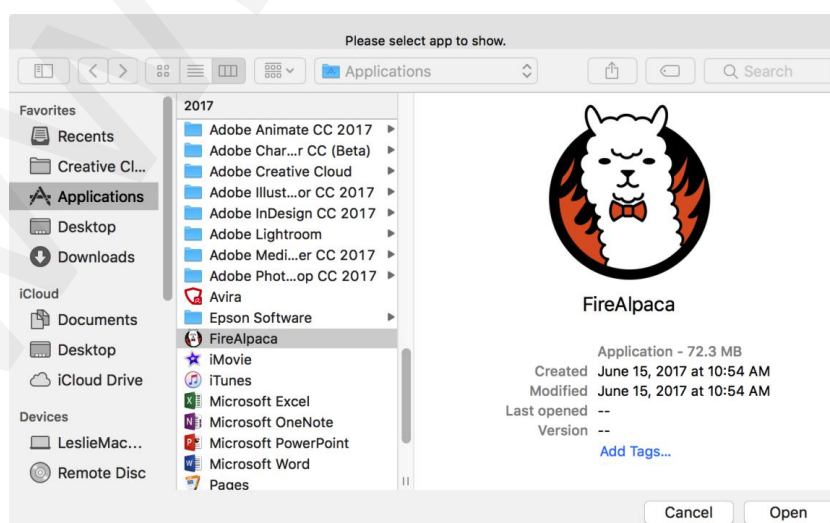 Please select app to show.
Applications
Search
Favorites
Recents
Creative Cl...
Applications
Desktop
Downloads
iCloud
Documents
Desktop
iCloud Drive
Devices
LeslieMac...
Remote Disc
2017
Adobe Animate CC 2017
Adobe Char...r CC (Beta)
Adobe Creative Cloud
Adobe Illust...or CC 2017
Adobe InDesign CC 2017
Adobe Lightroom
Adobe Medi...er CC 2017
Adobe Phot...op CC 2017
Avira
Epson Software
FireAlpaca
iMovie
iTunes
Microsoft Excel
Microsoft OneNote
Microsoft PowerPoint
Microsoft Word
Pages
FireAlpaca
Application - 72.3 MB
Created June 15, 2017 at 10:54 AM
Modified June 15, 2017 at 10:54 AM
Last opened --
Version --
Add Tags...
Cancel
Open